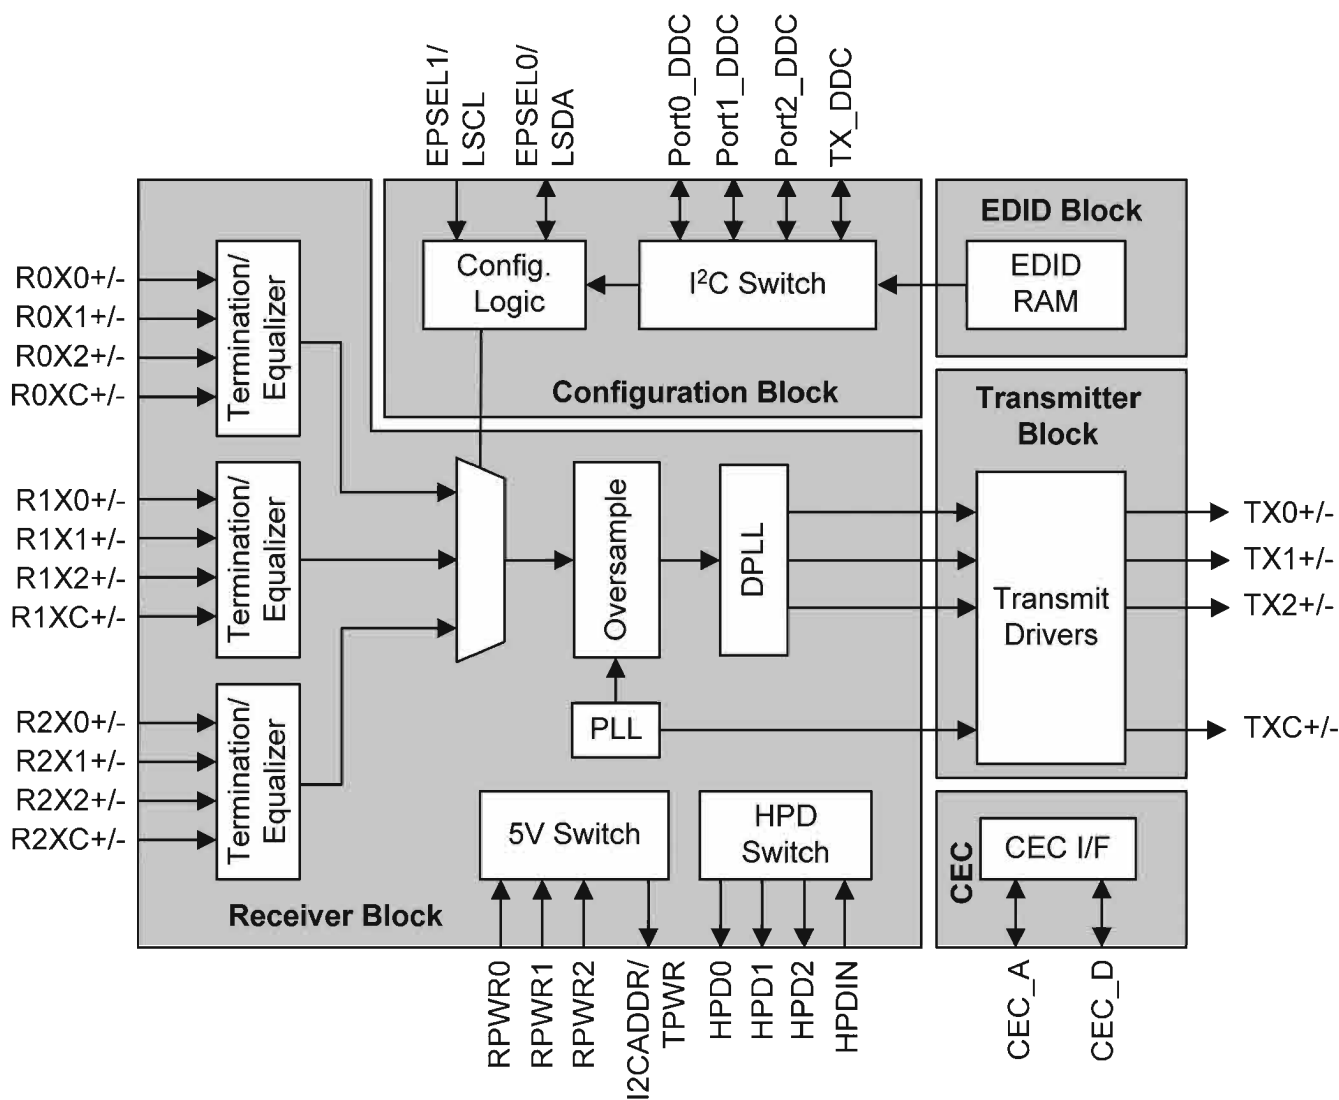 EPSEL1/
LSCL
EPSEL0/
LSDA
Port0_DDC
Port1_DDC
Port2_DDC
TX_DDC
EDID Block
EDID
RAM
Config.
Logic
I²C Switch
Configuration Block
R0X0+/-
R0X1+/-
R0X2+/-
R0XC+/-
Termination/
Equalizer
R1X0+/-
R1X1+/-
R1X2+/-
R1XC+/-
Termination/
Equalizer
R2X0+/-
R2X1+/-
R2X2+/-
R2XC+/-
Termination/
Equalizer
Oversample
DPLL
PLL
Transmitter
Block
Transmit
Drivers
TX0+/-
TX1+/-
TX2+/-
TXC+/-
5V Switch
HPD
Switch
Receiver Block
CEC
CEC I/F
RPWR0
RPWR1
RPWR2
I2CADDR/
TPWR
HPD0
HPD1
HPD2
HPDIN
CEC_A
CEC_D